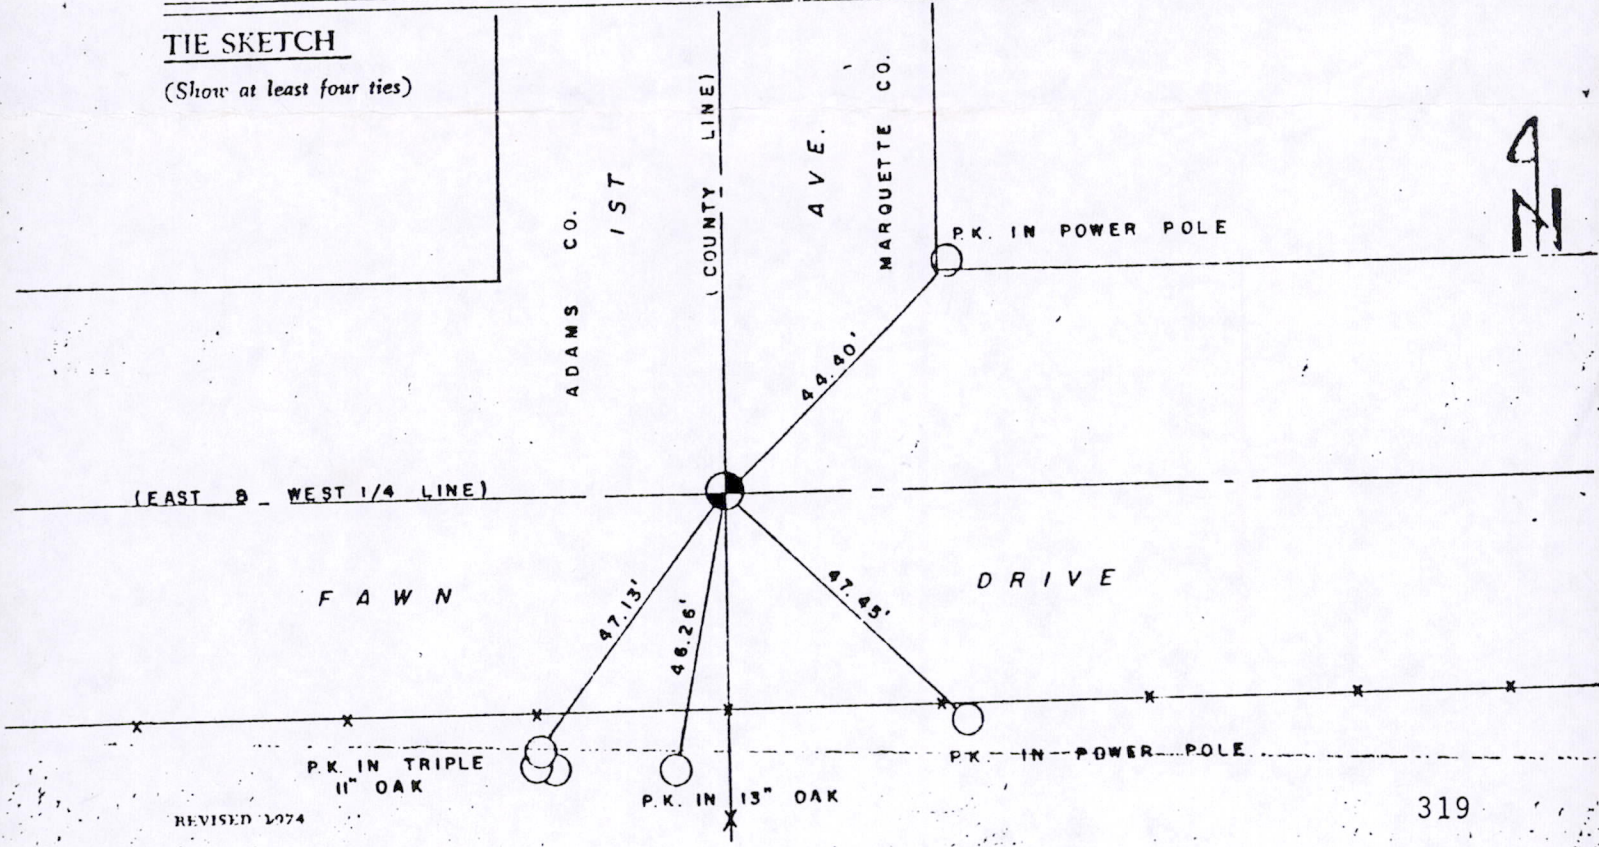 TIE SKETCH
(Show at least four ties)
ADAMS CO.
1ST
(COUNTY LINE)
AVE.
MARQUETTE CO.
N
P.K. IN POWER POLE
44.40'
(EAST & WEST 1/4 LINE)
FAWN
DRIVE
47.13'
46.26'
47.45'
P.K. IN TRIPLE
11" OAK
P.K. IN 13" OAK
P.K. IN POWER POLE
REVISED 1974
319